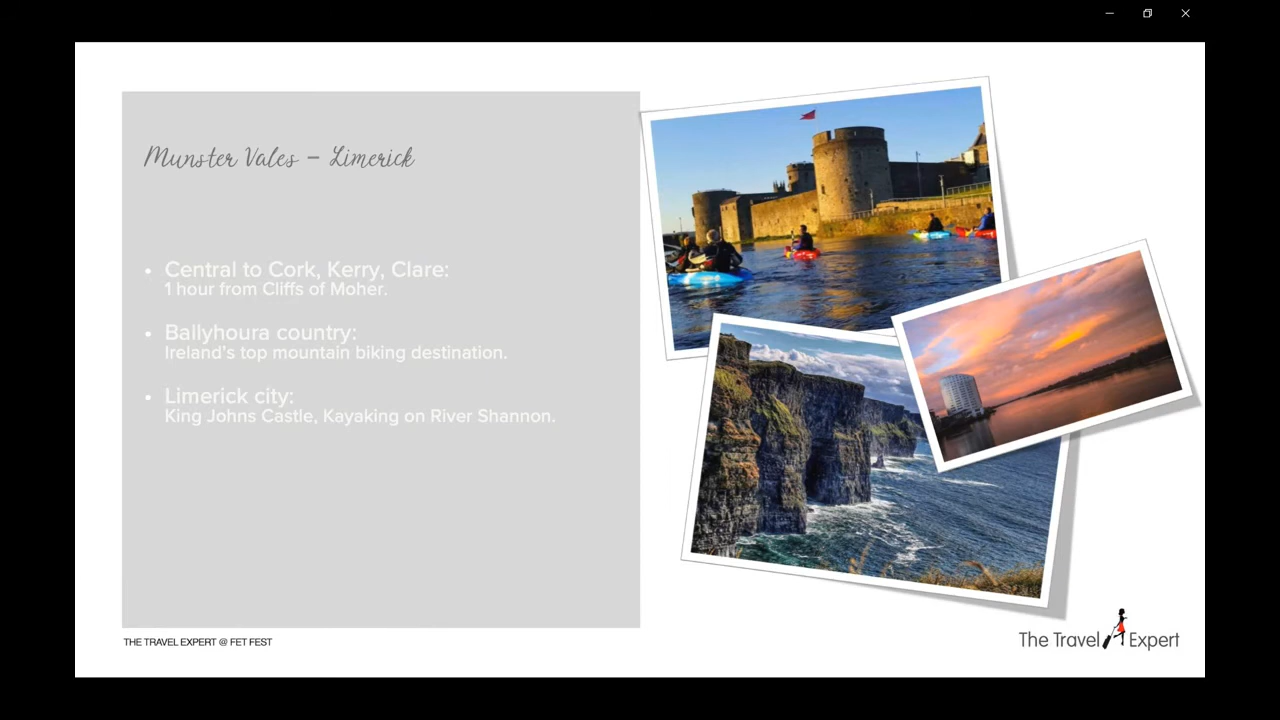 Munster Vales – Limerick
• Central to Cork, Kerry, Clare:
1 hour from Cliffs of Moher.
• Ballyhoura country:
Ireland's top mountain biking destination.
• Limerick city:
King Johns Castle, Kayaking on River Shannon.
THE TRAVEL EXPERT @ FET FEST
The Travel Expert